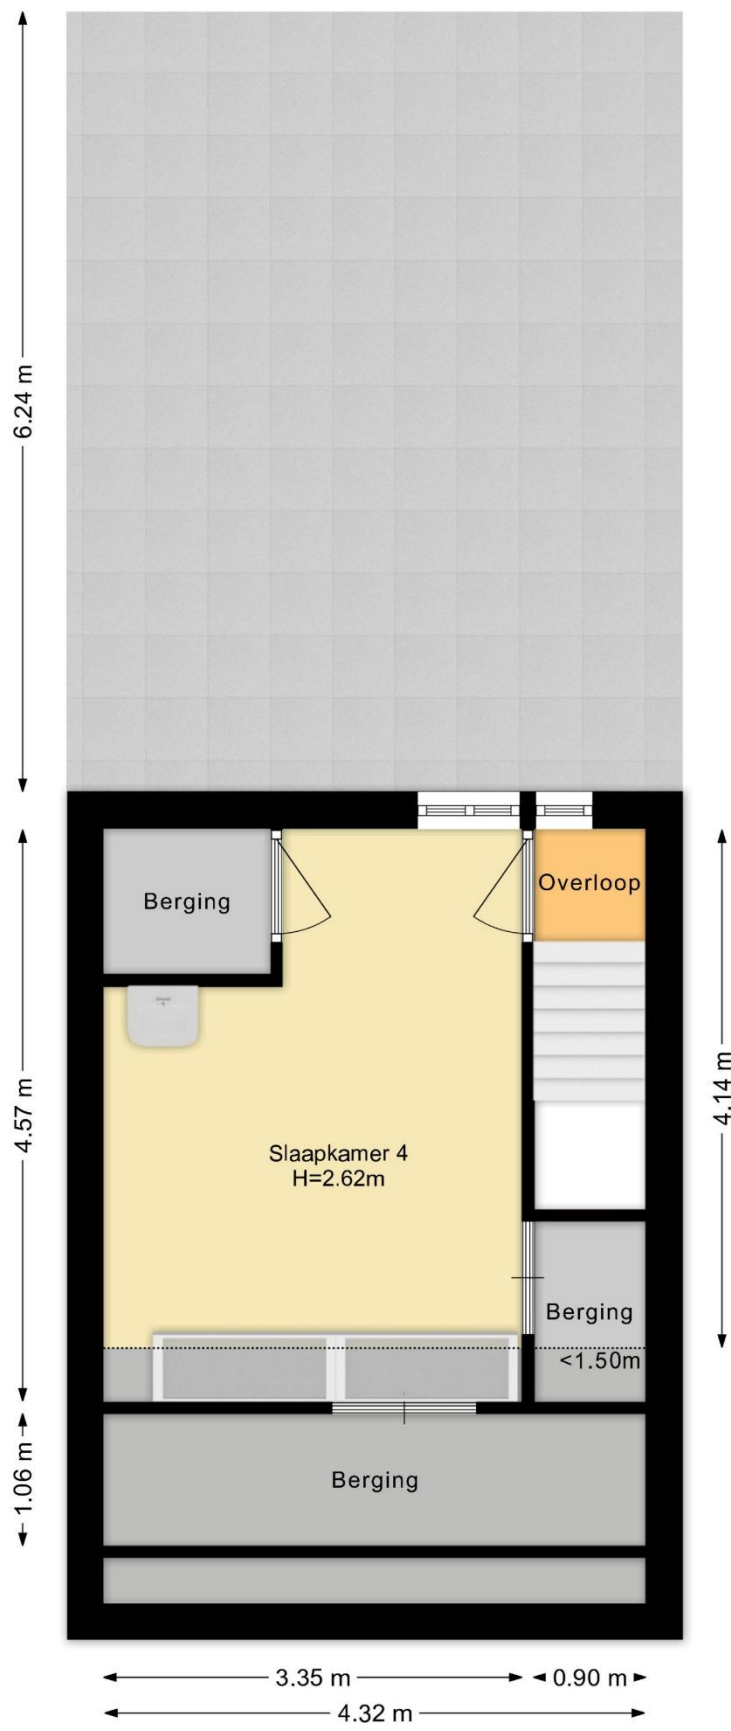 6.24 m
Berging
Overloop
4.57 m
4.14 m
Slaapkamer 4
H=2.62m
Berging
<1.50m
1.06 m
Berging
3.35 m
0.90 m
4.32 m